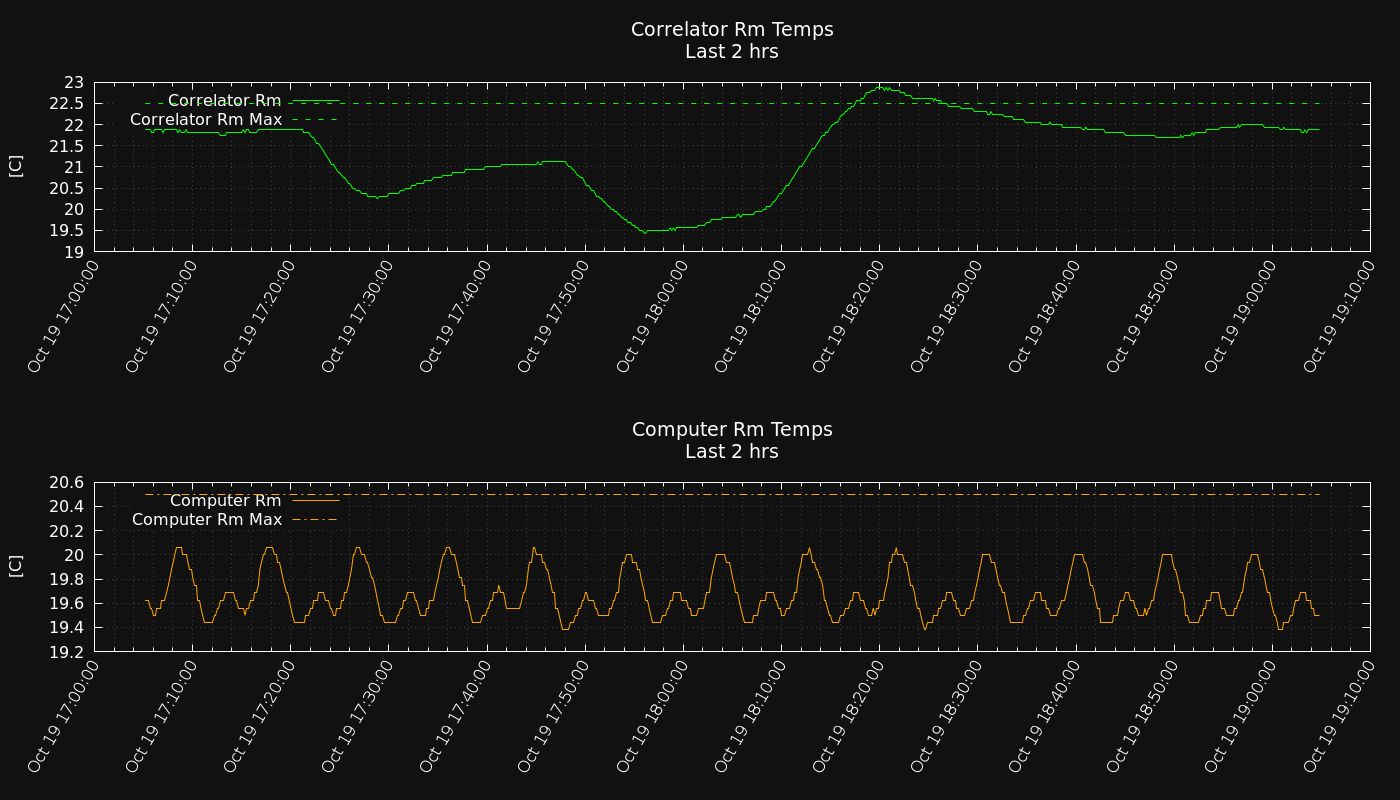 Correlator Rm Temps
Last 2 hrs
[C]
23
22.5
22
21.5
21
20.5
20
19.5
19
Correlator Rm
Correlator Rm Max
Oct 19 17:00:00
Oct 19 17:10:00
Oct 19 17:20:00
Oct 19 17:30:00
Oct 19 17:40:00
Oct 19 17:50:00
Oct 19 18:00:00
Oct 19 18:10:00
Oct 19 18:20:00
Oct 19 18:30:00
Oct 19 18:40:00
Oct 19 18:50:00
Oct 19 19:00:00
Oct 19 19:10:00
Computer Rm Temps
Last 2 hrs
[C]
20.6
20.4
20.2
20
19.8
19.6
19.4
19.2
Computer Rm
Computer Rm Max
Oct 19 17:00:00
Oct 19 17:10:00
Oct 19 17:20:00
Oct 19 17:30:00
Oct 19 17:40:00
Oct 19 17:50:00
Oct 19 18:00:00
Oct 19 18:10:00
Oct 19 18:20:00
Oct 19 18:30:00
Oct 19 18:40:00
Oct 19 18:50:00
Oct 19 19:00:00
Oct 19 19:10:00